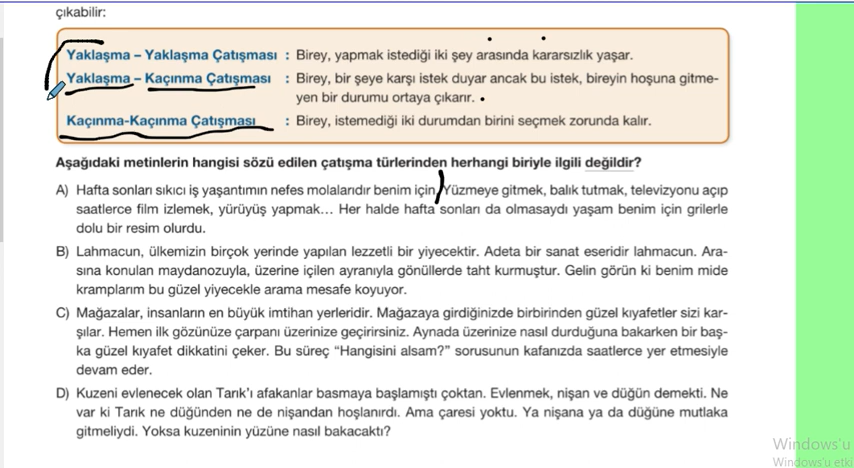 çıkabilir:
Yaklaşma – Yaklaşma Çatışması : Birey, yapmak istediği iki şey arasında kararsızlık yaşar.
Yaklaşma – Kaçınma Çatışması : Birey, bir şeye karşı istek duyar ancak bu istek, bireyin hoşuna gitme-
yen bir durumu ortaya çıkarır.
Kaçınma-Kaçınma Çatışması : Birey, istemediği iki durumdan birini seçmek zorunda kalır.
Aşağıdaki metinlerin hangisi sözü edilen çatışma türlerinden herhangi biriyle ilgili değildir?
A) Hafta sonları sıkıcı iş yaşantımın nefes molalarıdır benim için. Yüzmeye gitmek, balık tutmak, televizyonu açıp
saatlerce film izlemek, yürüyüş yapmak... Her halde hafta sonları da olmasaydı yaşam benim için grilerle
dolu bir resim olurdu.
B) Lahmacun, ülkemizin birçok yerinde yapılan lezzetli bir yiyecektir. Adeta bir sanat eseridir lahmacun. Ara-
sına konulan maydanozuyla, üzerine içilen ayranıyla gönüllerde taht kurmuştur. Gelin görün ki benim mide
kramplarım bu güzel yiyecekle arama mesafe koyuyor.
C) Mağazalar, insanların en büyük imtihan yerleridir. Mağazaya girdiğinizde birbirinden güzel kıyafetler sizi kar-
şılar. Hemen ilk gözünüze çarpanı üzerinize geçirirsiniz. Aynada üzerinize nasıl durduğuna bakarken bir baş-
ka güzel kıyafet dikkatini çeker. Bu süreç “Hangisini alsam?” sorusunun kafanızda saatlerce yer etmesiyle
devam eder.
D) Kuzeni evlenecek olan Tarık’ı afakanlar basmaya başlamıştı çoktan. Evlenmek, nişan ve düğün demekti. Ne
var ki Tarık ne düğünden ne de nişandan hoşlanırdı. Ama çaresi yoktu. Ya nişana ya da düğüne mutlaka
gitmeliydi. Yoksa kuzeninin yüzüne nasıl bakacaktı?
Windows'u
Windows'u etki